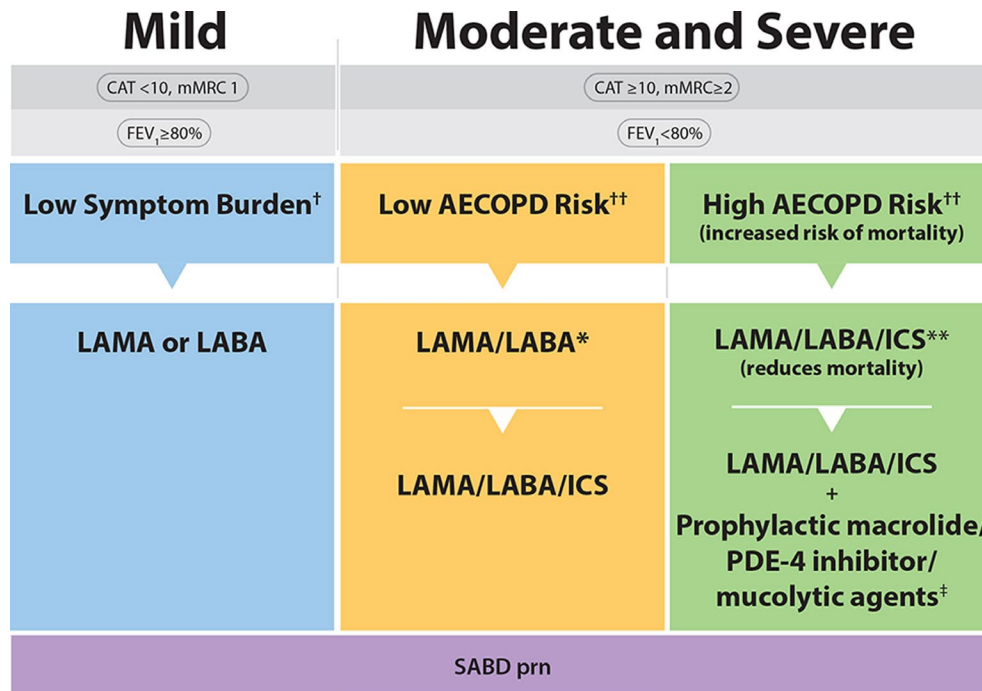 Mild
Moderate and Severe
CAT <10, mMRC 1
CAT ≥10, mMRC≥2
FEV₁≥80%
FEV₁<80%
Low Symptom Burden†
Low AECOPD Risk††
High AECOPD Risk††
(increased risk of mortality)
LAMA or LABA
LAMA/LABA*
LAMA/LABA/ICS
LAMA/LABA/ICS**
(reduces mortality)
LAMA/LABA/ICS
+
Prophylactic macrolide/
PDE-4 inhibitor/
mucolytic agents‡
SABD prn